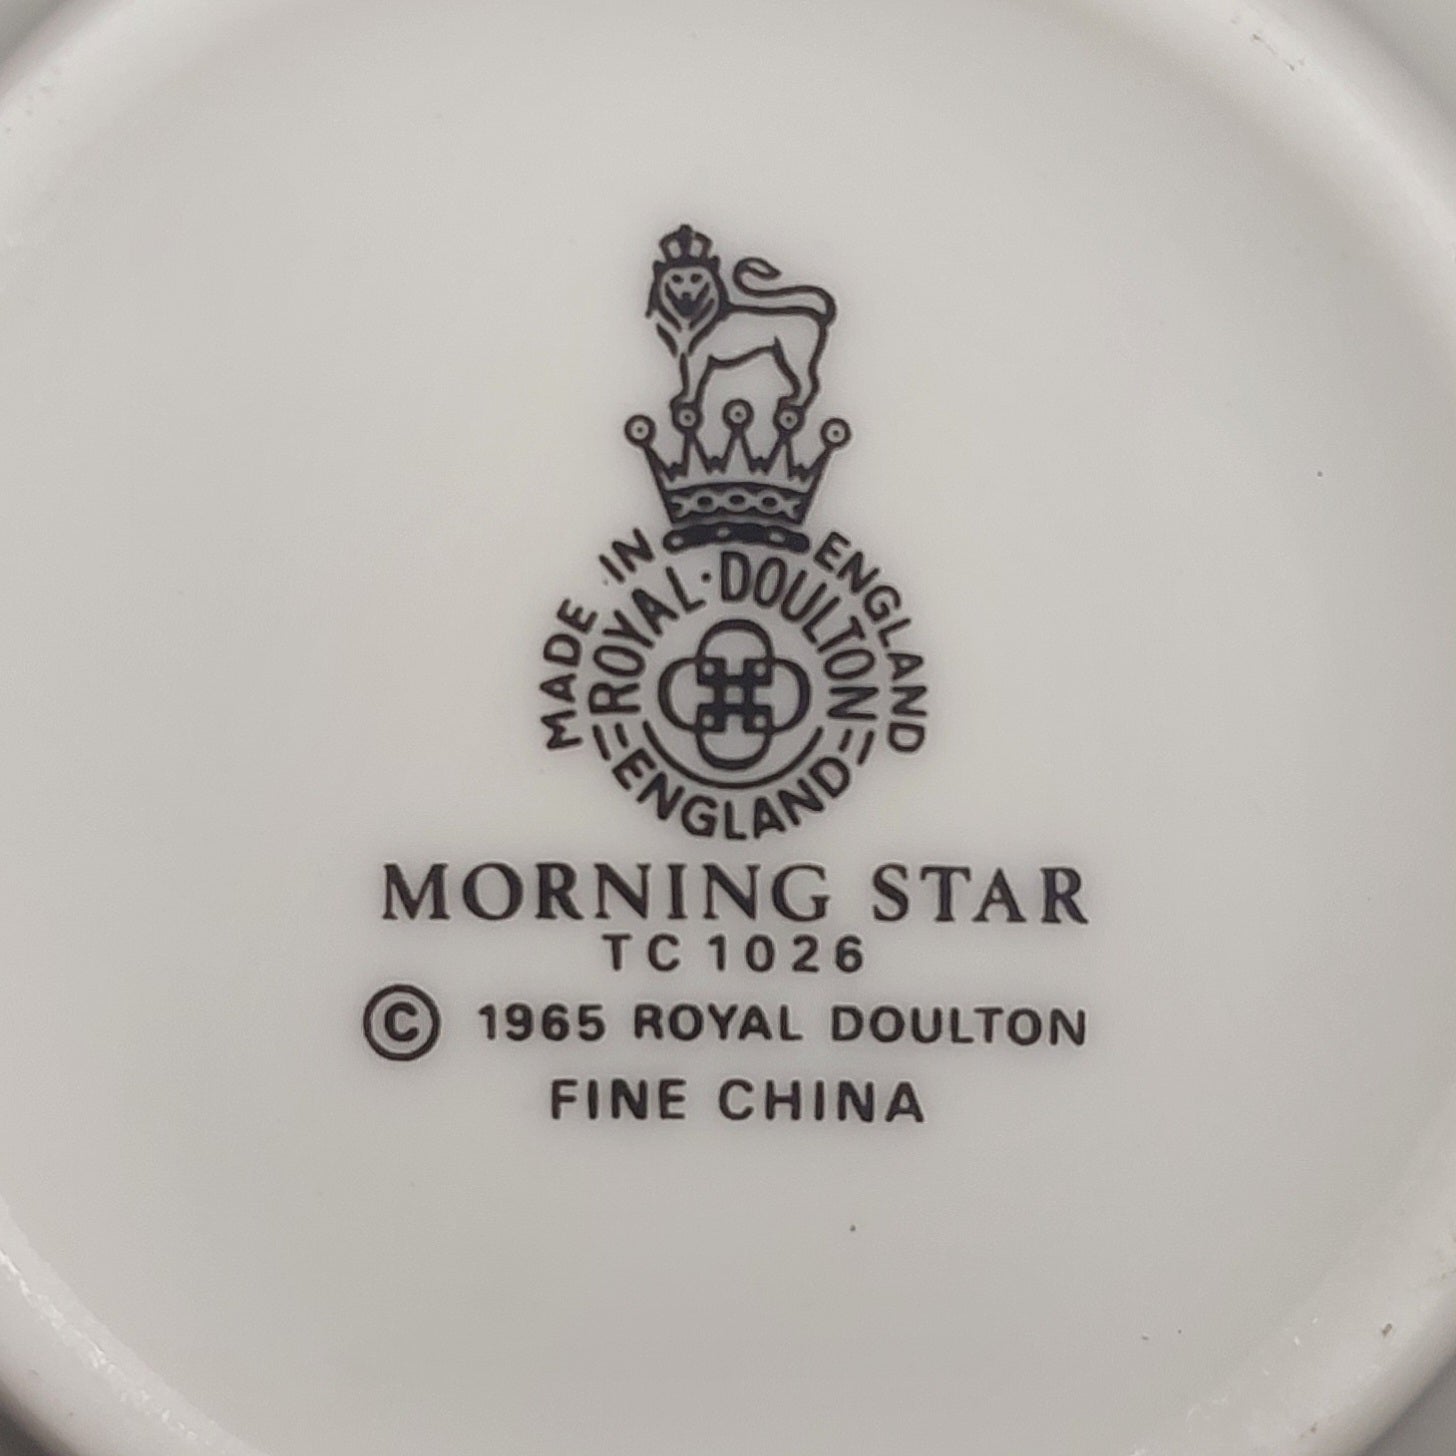 MADE IN ENGLAND
ROYAL · DOULTON
ENGLAND
MORNING STAR
TC 1026
© 1965 ROYAL DOULTON
FINE CHINA